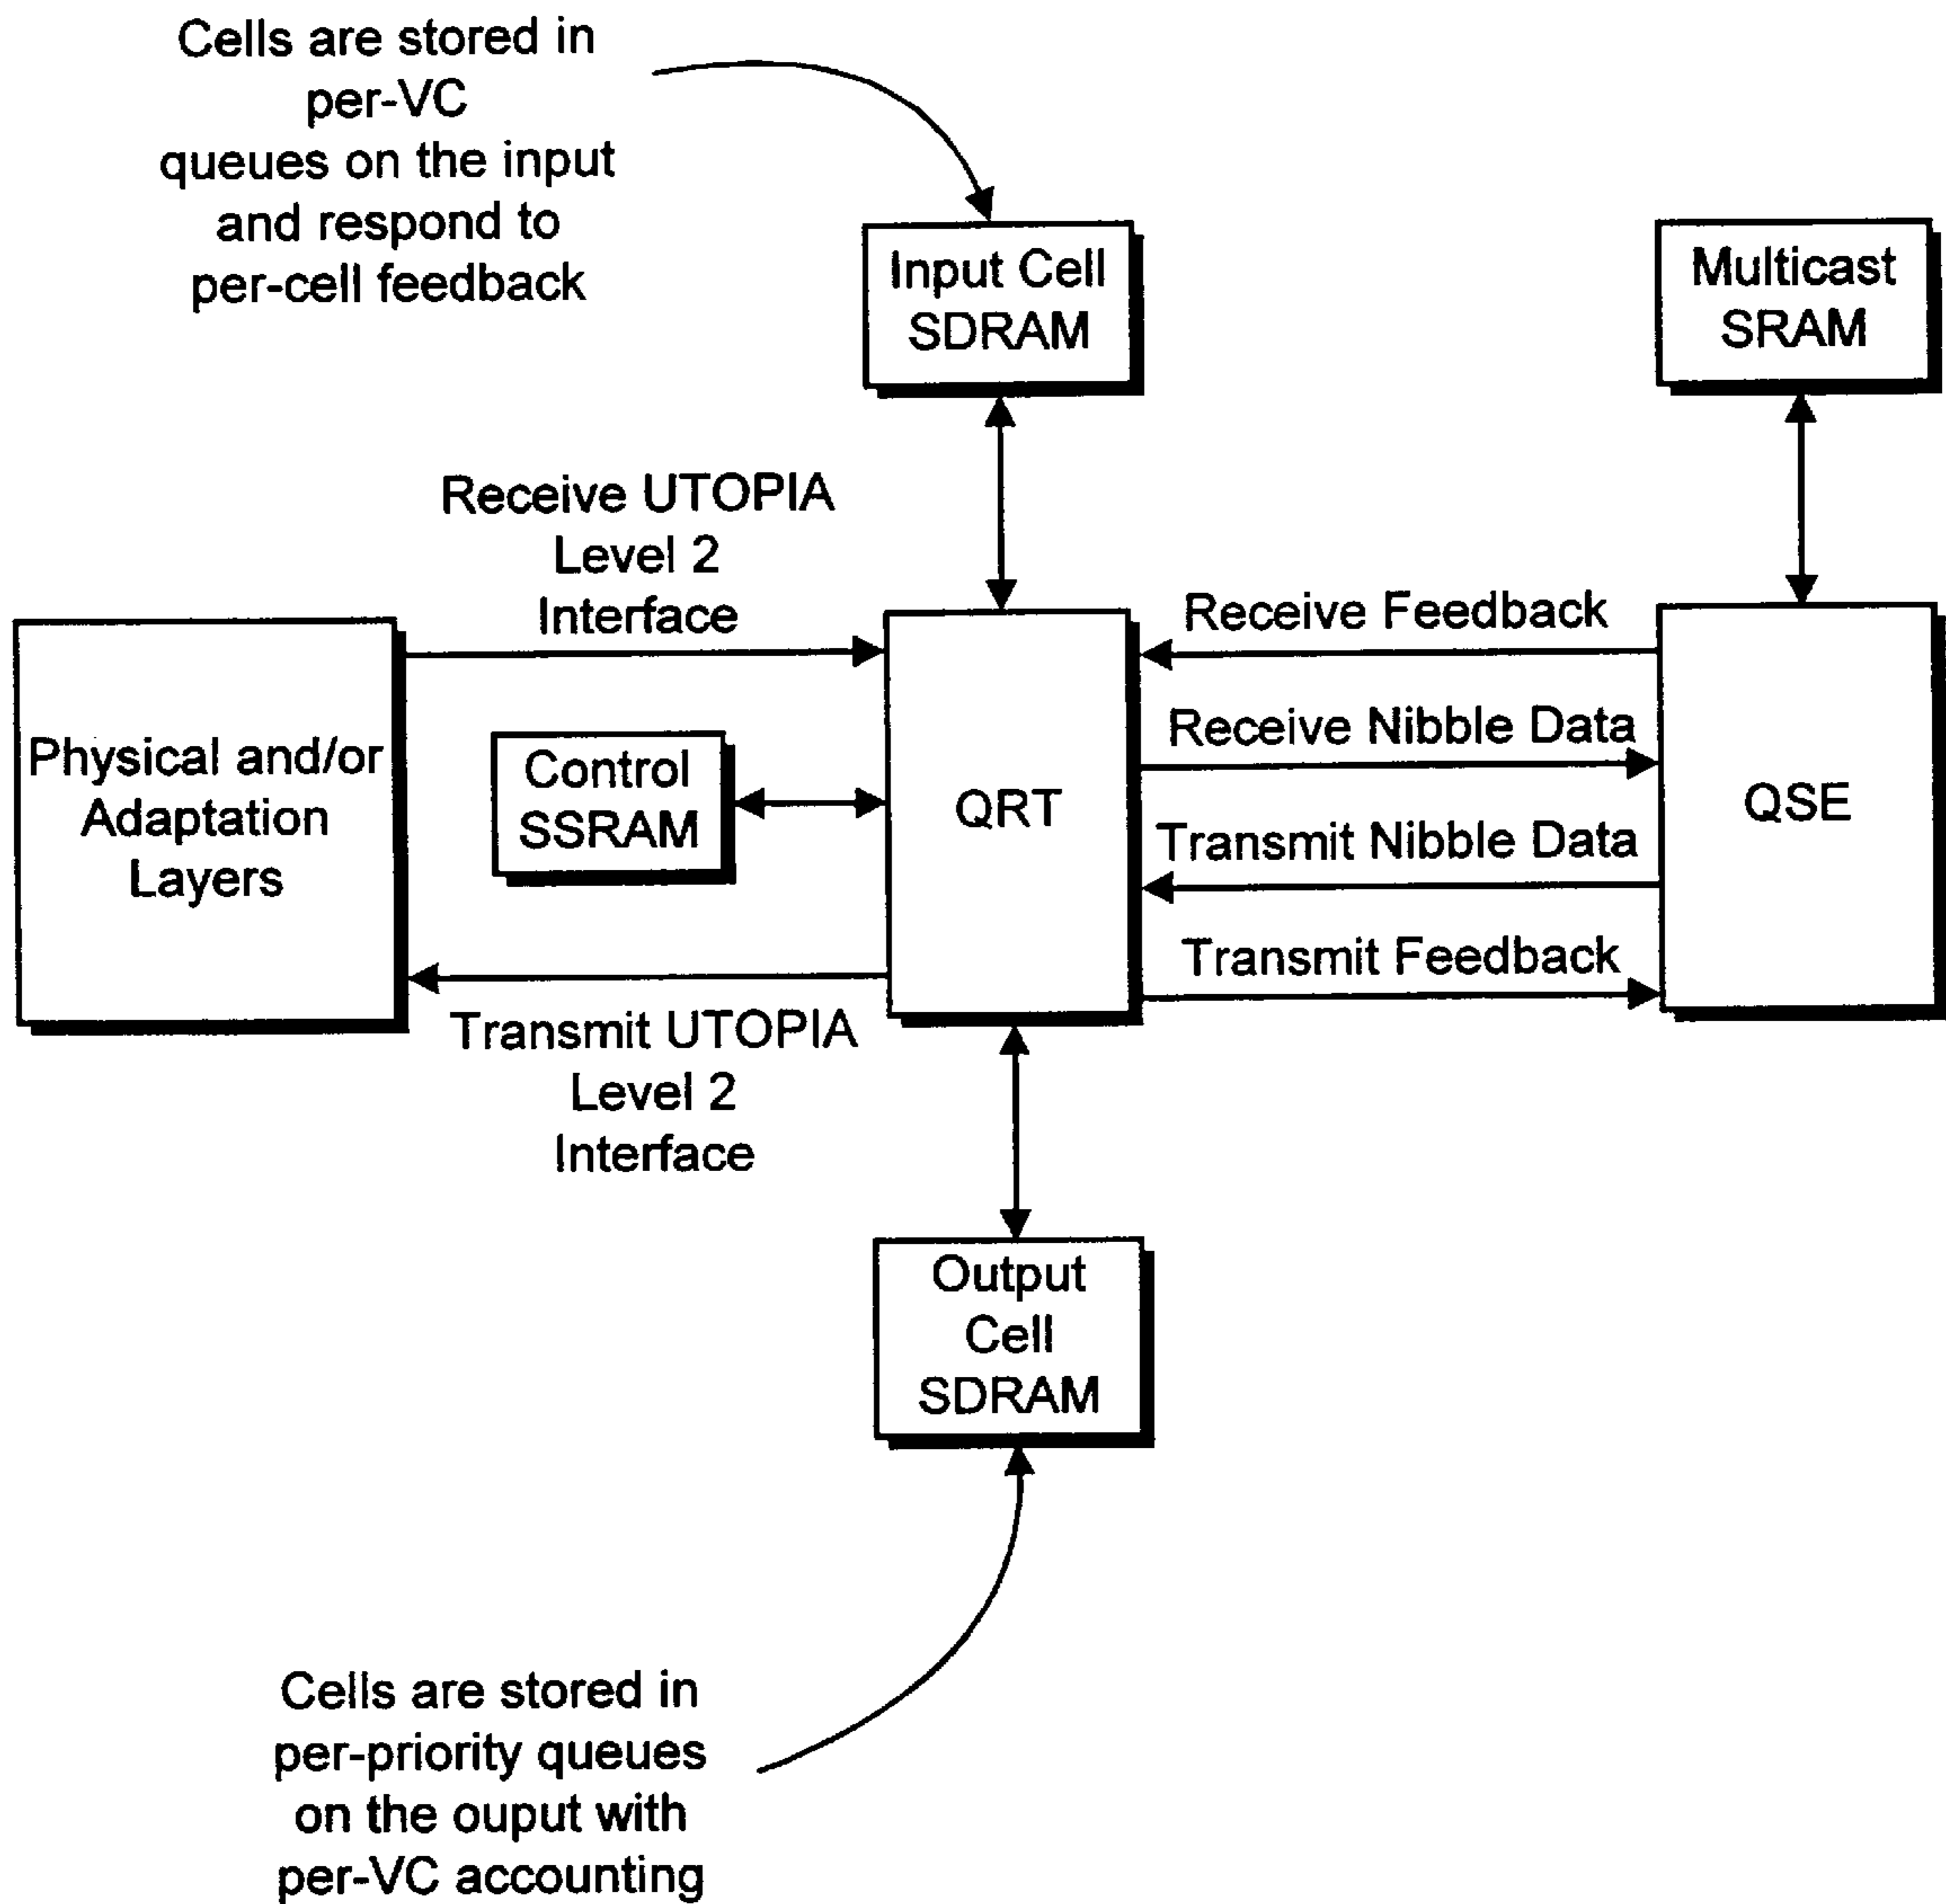 Cells are stored in
per-VC
queues on the input
and respond to
per-cell feedback
Input Cell
SDRAM
Multicast
SRAM
Receive UTOPIA
Level 2
Interface
Receive Feedback
Physical and/or
Adaptation
Layers
Control
SSRAM
QRT
Receive Nibble Data
QSE
Transmit Nibble Data
Transmit Feedback
Transmit UTOPIA
Level 2
Interface
Output
Cell
SDRAM
Cells are stored in
per-priority queues
on the ouput with
per-VC accounting